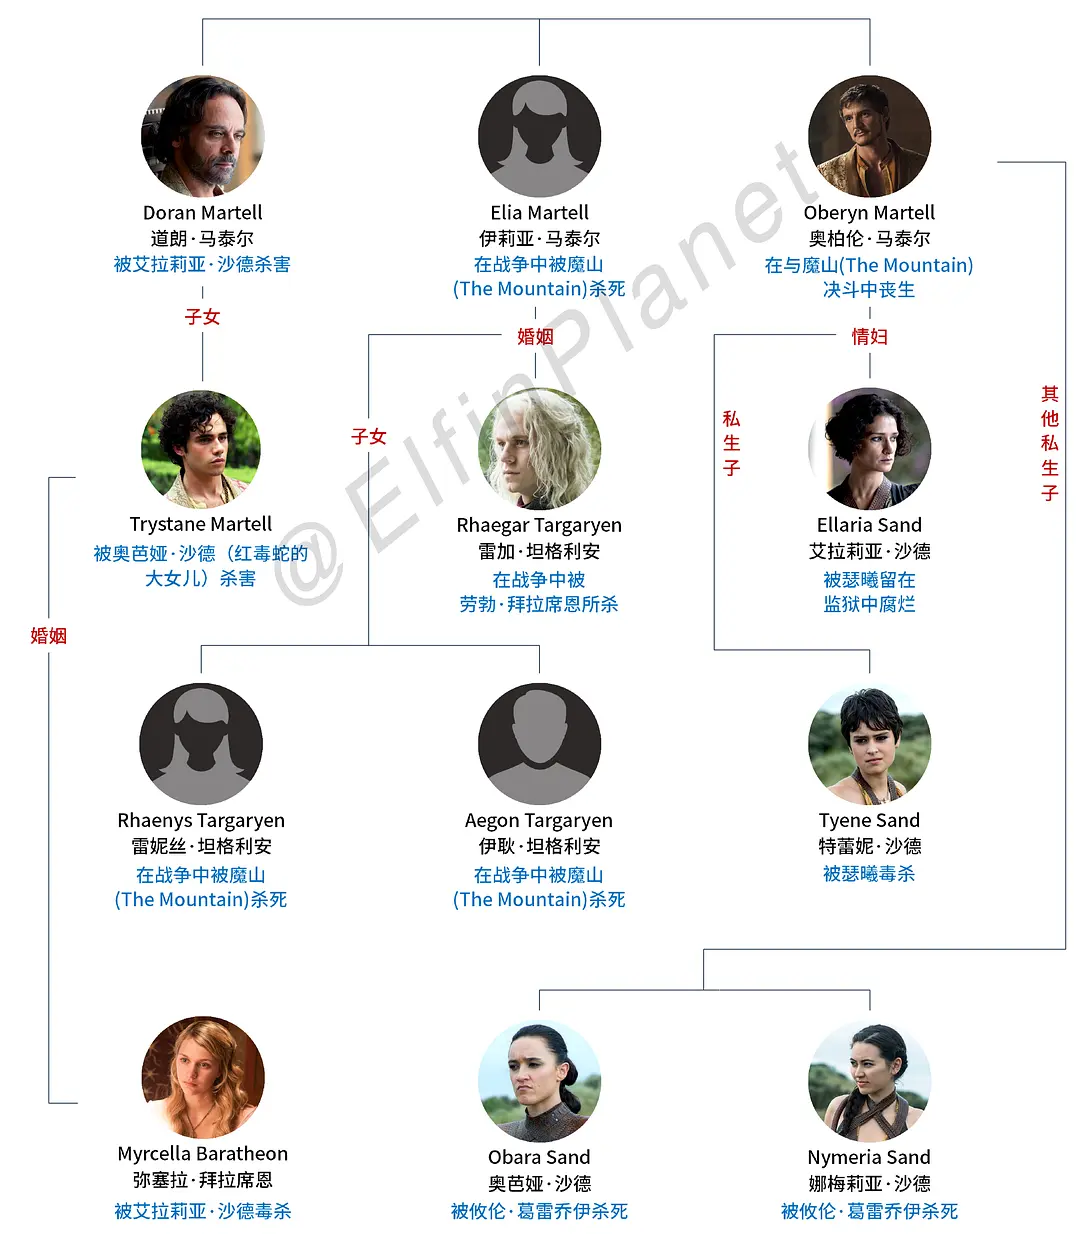 Doran Martell
道朗·马泰尔
被艾拉莉亚·沙德杀害
Elia Martell
伊莉亚·马泰尔
在战争中被魔山
(The Mountain)杀死
Oberyn Martell
奥柏伦·马泰尔
在与魔山(The Mountain)
决斗中丧生
子女
婚姻
情妇
子女
私生子
其他私生子
Trystane Martell
被奥芭娅·沙德（红毒蛇的
大女儿）杀害
Rhaegar Targaryen
雷加·坦格利安
在战争中被
劳勃·拜拉席恩所杀
Ellaria Sand
艾拉莉亚·沙德
被瑟曦留在
监狱中腐烂
婚姻
Rhaenys Targaryen
雷妮丝·坦格利安
在战争中被魔山
(The Mountain)杀死
Aegon Targaryen
伊耿·坦格利安
在战争中被魔山
(The Mountain)杀死
Tyene Sand
特蕾妮·沙德
被瑟曦毒杀
Myrcella Baratheon
弥塞拉·拜拉席恩
被艾拉莉亚·沙德毒杀
Obara Sand
奥芭娅·沙德
被攸伦·葛雷乔伊杀死
Nymeria Sand
娜梅莉亚·沙德
被攸伦·葛雷乔伊杀死
@ElfinPlanet